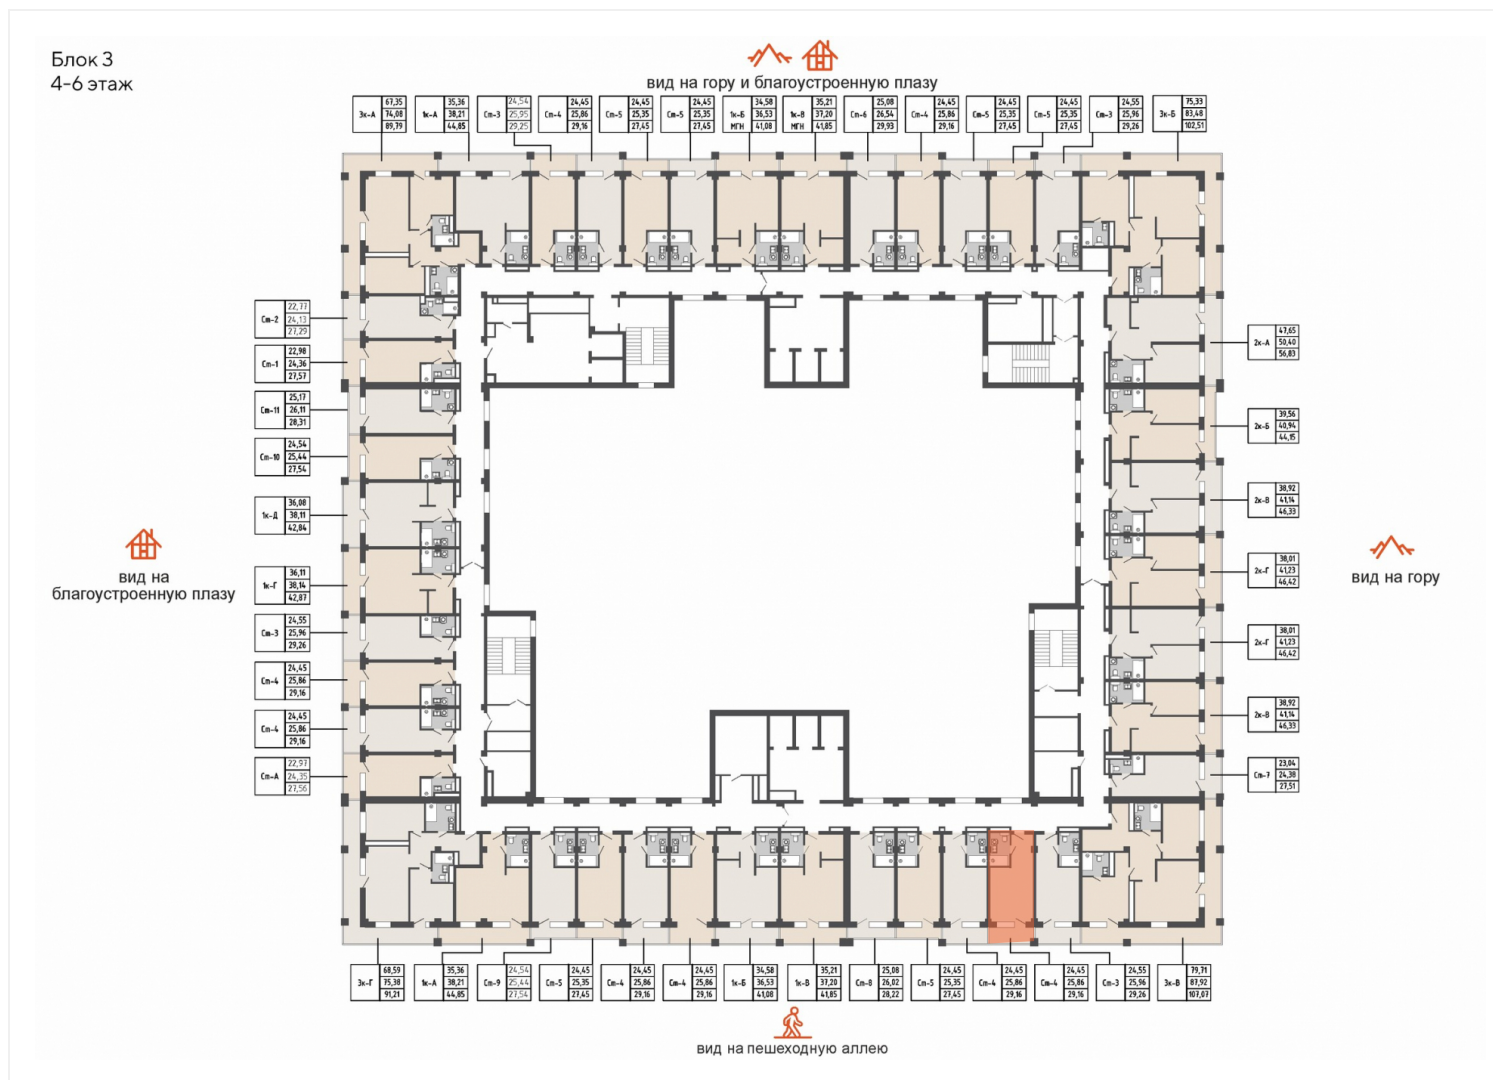 Блок 3
4-6 этаж
вид на гору и благоустроенную плазу
3к-А 67,35 74,08 89,79
1к-А 35,36 38,21 44,85
Ст-3 24,54 25,95 29,25
Ст-4 24,45 25,86 29,16
Ст-5 24,45 25,35 27,45
Ст-5 24,45 25,35 27,45
1к-Б МГН 34,58 36,53 41,08
1к-В МГН 35,21 37,20 41,85
Ст-6 25,08 26,54 29,93
Ст-4 24,45 25,86 29,16
Ст-5 24,45 25,35 27,45
Ст-5 24,45 25,35 27,45
Ст-3 24,55 25,96 29,26
3к-Б 75,33 83,48 102,51
Ст-2 22,77 24,13 27,29
Ст-1 22,98 24,36 27,57
Ст-11 25,17 26,11 28,31
Ст-10 24,54 25,44 27,54
1к-Д 36,08 38,11 42,84
1к-Г 36,11 38,14 42,87
Ст-3 24,55 25,96 29,26
Ст-4 24,45 25,86 29,16
Ст-4 24,45 25,86 29,16
Ст-А 22,97 24,35 27,56
вид на
благоустроенную плазу
2к-А 47,65 50,40 56,83
2к-Б 39,56 40,94 44,15
2к-В 38,92 41,14 46,33
2к-Г 38,01 41,23 46,42
2к-Г 38,01 41,23 46,42
2к-В 38,92 41,14 46,33
Ст-7 23,04 24,38 27,51
вид на гору
3к-Г 68,59 75,38 91,21
1к-А 35,36 38,21 44,85
Ст-9 24,54 25,44 27,54
Ст-5 24,45 25,35 27,45
Ст-4 24,45 25,86 29,16
Ст-4 24,45 25,86 29,16
1к-Б 34,58 36,53 41,08
1к-В 35,21 37,20 41,85
Ст-8 25,08 26,02 28,22
Ст-5 24,45 25,35 27,45
Ст-4 24,45 25,86 29,16
Ст-4 24,45 25,86 29,16
Ст-3 24,55 25,96 29,26
3к-В 79,71 87,92 107,07
вид на пешеходную аллею